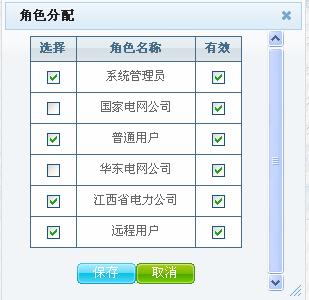 角色分配
选择 角色名称 有效
系统管理员
国家电网公司
普通用户
华东电网公司
江西省电力公司
远程用户
保存 取消